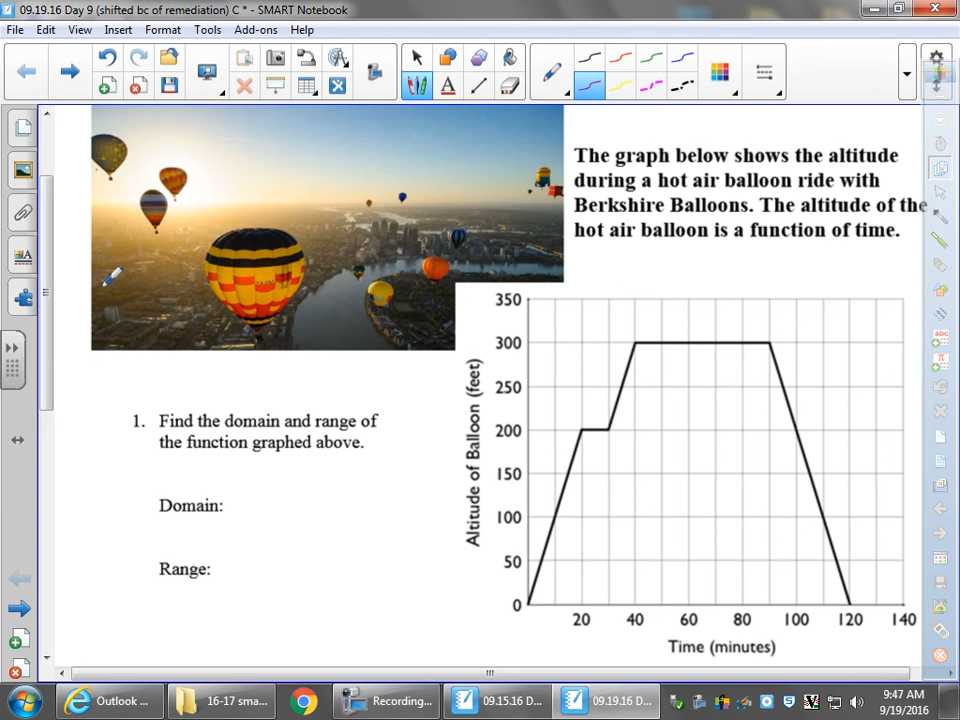 09.19.16 Day 9 (shifted bc of remediation) C * - SMART Notebook
File Edit View Insert Format Tools Add-ons Help
The graph below shows the altitude
during a hot air balloon ride with
Berkshire Balloons. The altitude of the
hot air balloon is a function of time.
350
300
250
200
150
100
50
0
Altitude of Balloon (feet)
20 40 60 80 100 120 140
Time (minutes)
1. Find the domain and range of
the function graphed above.
Domain:
Range:
Outlook ...
16-17 sma...
Recording...
09.15.16 D...
09.19.16 D...
9:47 AM
9/19/2016